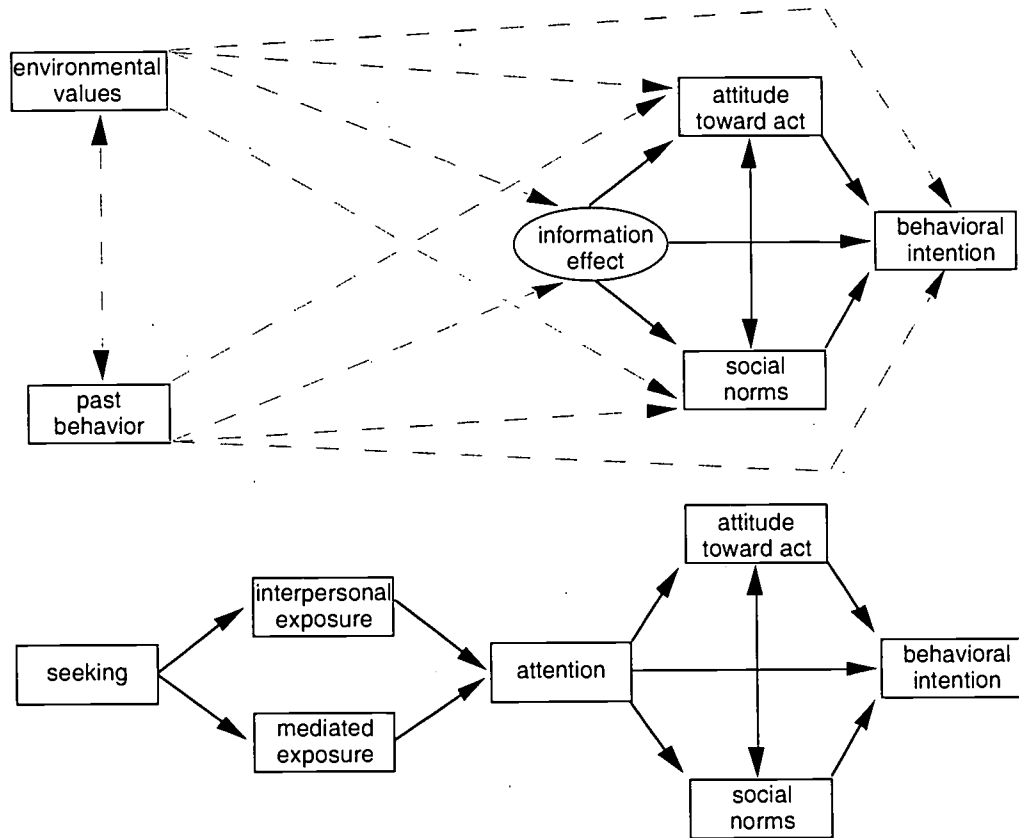 environmental
values
attitude
toward act
information
effect
behavioral
intention
past
behavior
social
norms
attitude
toward act
interpersonal
exposure
seeking
attention
behavioral
intention
mediated
exposure
social
norms